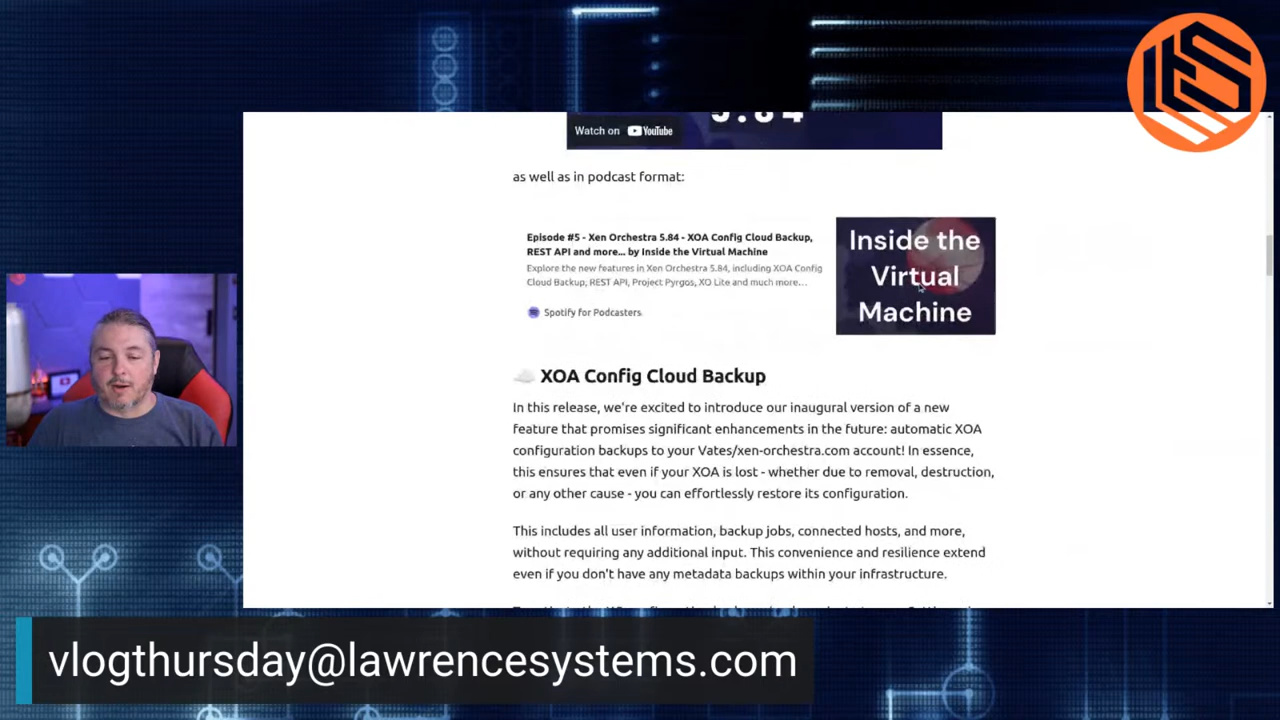 5.84
Watch on YouTube
as well as in podcast format:
Episode #5 - Xen Orchestra 5.84 - XOA Config Cloud Backup,
REST API and more... by Inside the Virtual Machine
Explore the new features in Xen Orchestra 5.84, including XOA Config
Cloud Backup, REST API, Project Pyrgos, XO Lite and much more...
Spotify for Podcasters
Inside the
Virtual
Machine
XOA Config Cloud Backup
In this release, we're excited to introduce our inaugural version of a new
feature that promises significant enhancements in the future: automatic XOA
configuration backups to your Vates/xen-orchestra.com account! In essence,
this ensures that even if your XOA is lost - whether due to removal, destruction,
or any other cause - you can effortlessly restore its configuration.
This includes all user information, backup jobs, connected hosts, and more,
without requiring any additional input. This convenience and resilience extend
even if you don't have any metadata backups within your infrastructure.
vlogthursday@lawrencesystems.com